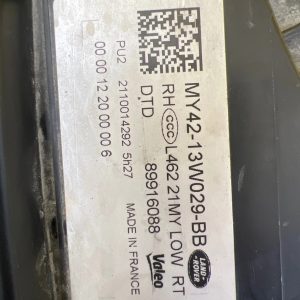 MY42-13W029-BB
LAND
ROVER
RH CCC L462 21MY LOW RT
DTD
89916088
Valeo
PU2
2110014292 5h27
MADE IN FRANCE
00 00 12 20 00 00 6